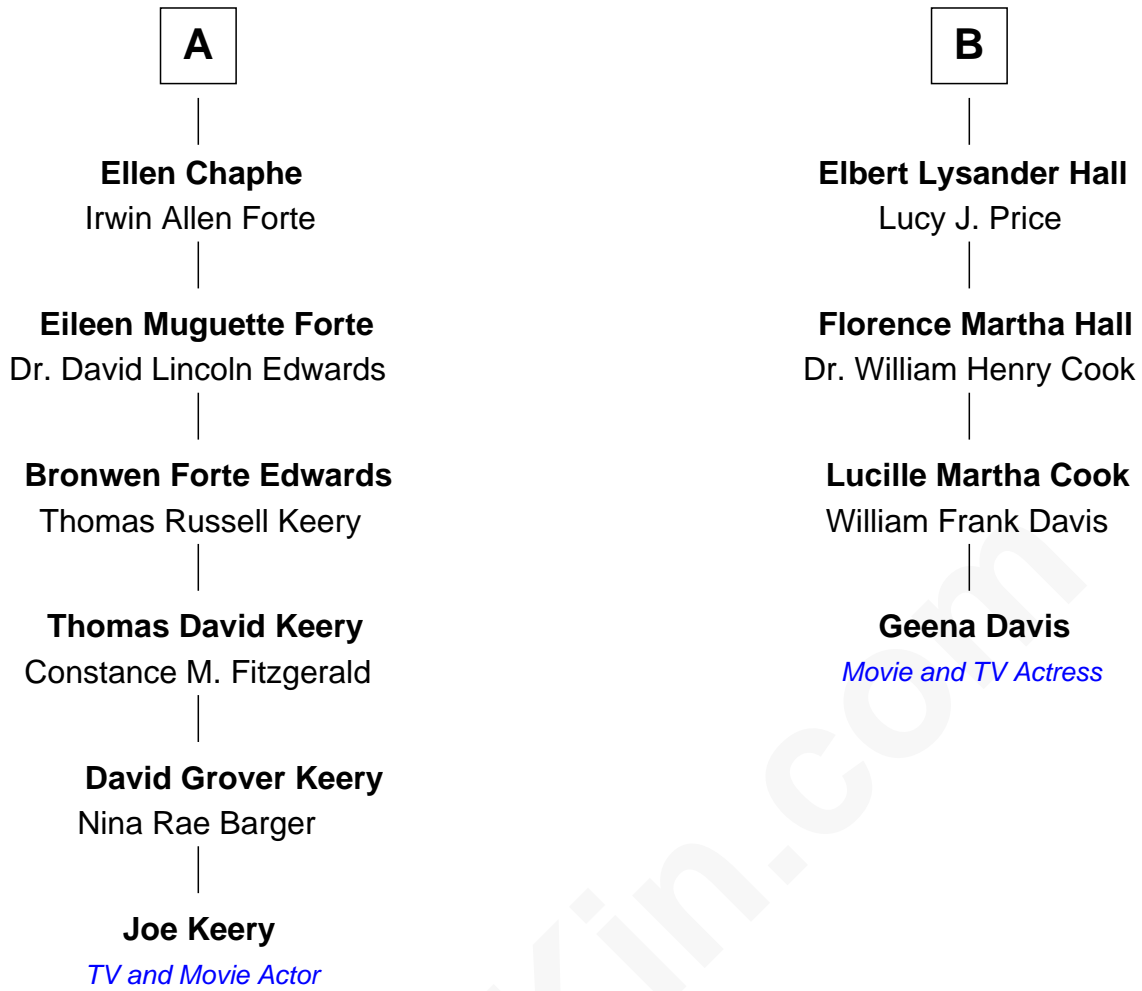 A
Ellen Chaphe
Irwin Allen Forte
Eileen Muguette Forte
Dr. David Lincoln Edwards
Bronwen Forte Edwards
Thomas Russell Keery
Thomas David Keery
Constance M. Fitzgerald
David Grover Keery
Nina Rae Barger
Joe Keery
TV and Movie Actor
B
Elbert Lysander Hall
Lucy J. Price
Florence Martha Hall
Dr. William Henry Cook
Lucille Martha Cook
William Frank Davis
Geena Davis
Movie and TV Actress
Kin.com